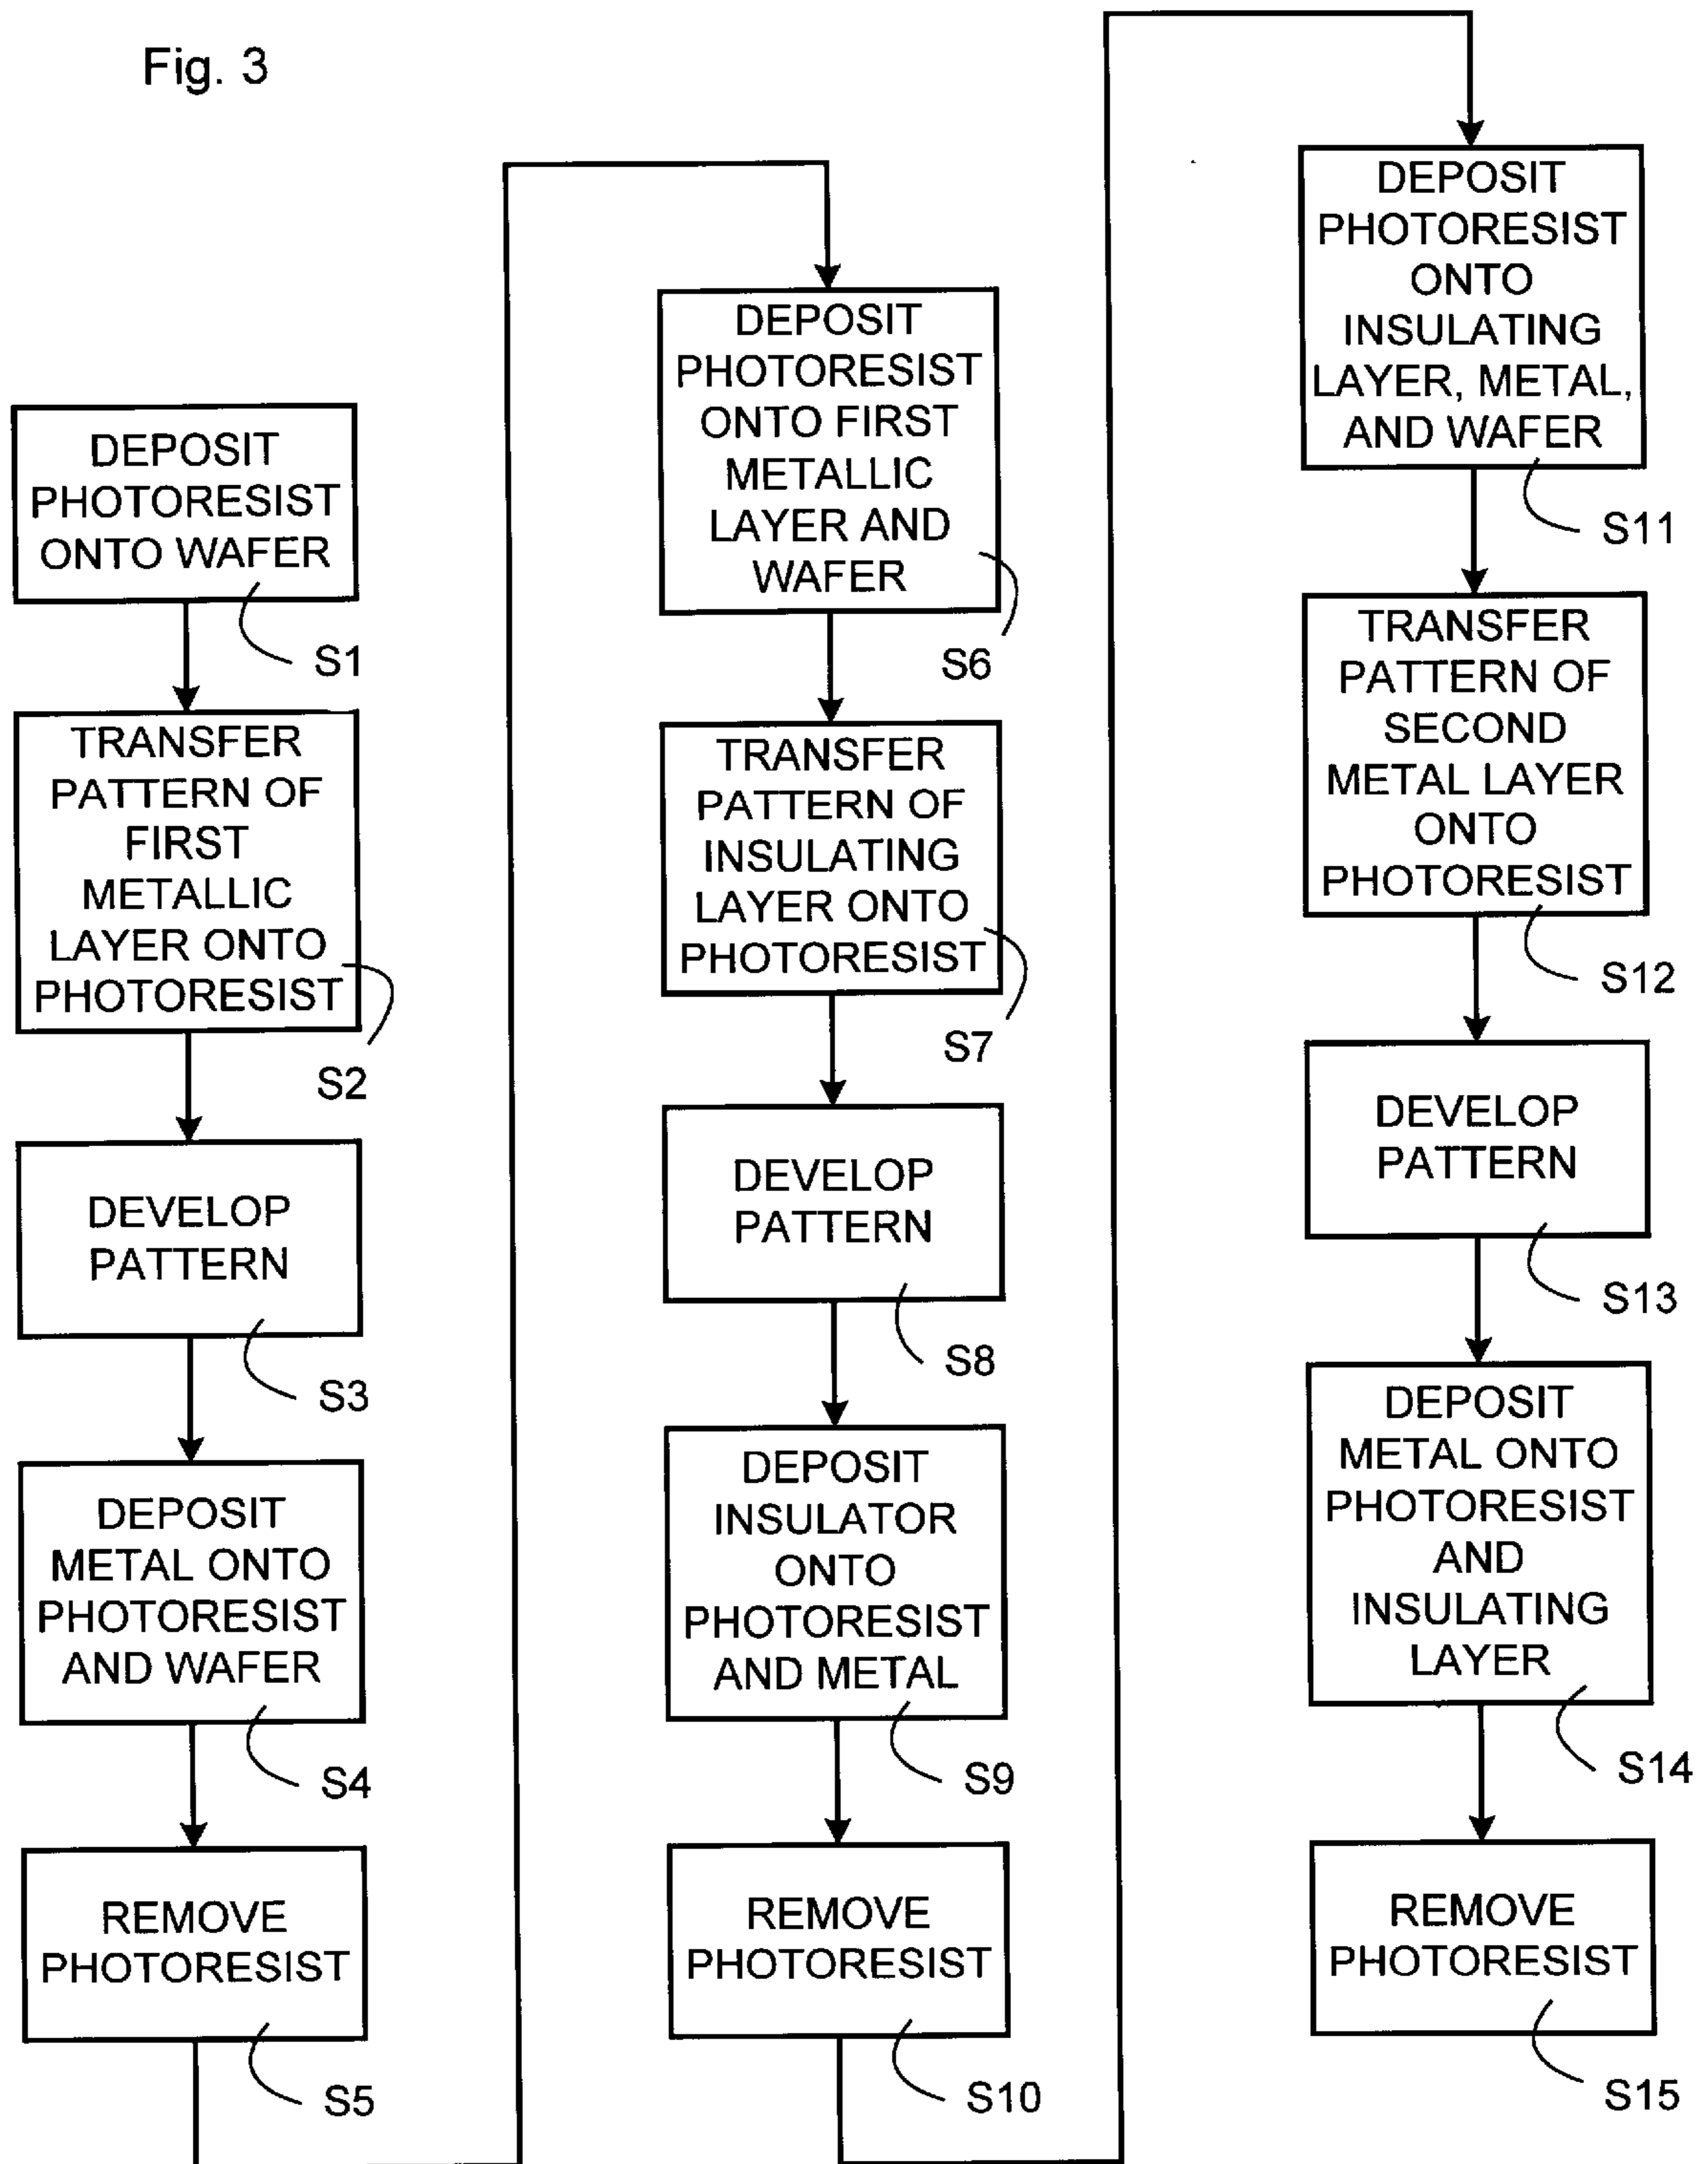 Fig. 3
DEPOSIT
PHOTORESIST
ONTO WAFER
S1
TRANSFER
PATTERN OF
FIRST
METALLIC
LAYER ONTO
PHOTORESIST
S2
DEVELOP
PATTERN
S3
DEPOSIT
METAL ONTO
PHOTORESIST
AND WAFER
S4
REMOVE
PHOTORESIST
S5
DEPOSIT
PHOTORESIST
ONTO FIRST
METALLIC
LAYER AND
WAFER
S6
TRANSFER
PATTERN OF
INSULATING
LAYER ONTO
PHOTORESIST
S7
DEVELOP
PATTERN
S8
DEPOSIT
INSULATOR
ONTO
PHOTORESIST
AND METAL
S9
REMOVE
PHOTORESIST
S10
DEPOSIT
PHOTORESIST
ONTO
INSULATING
LAYER, METAL,
AND WAFER
S11
TRANSFER
PATTERN OF
SECOND
METAL LAYER
ONTO
PHOTORESIST
S12
DEVELOP
PATTERN
S13
DEPOSIT
METAL ONTO
PHOTORESIST
AND
INSULATING
LAYER
S14
REMOVE
PHOTORESIST
S15